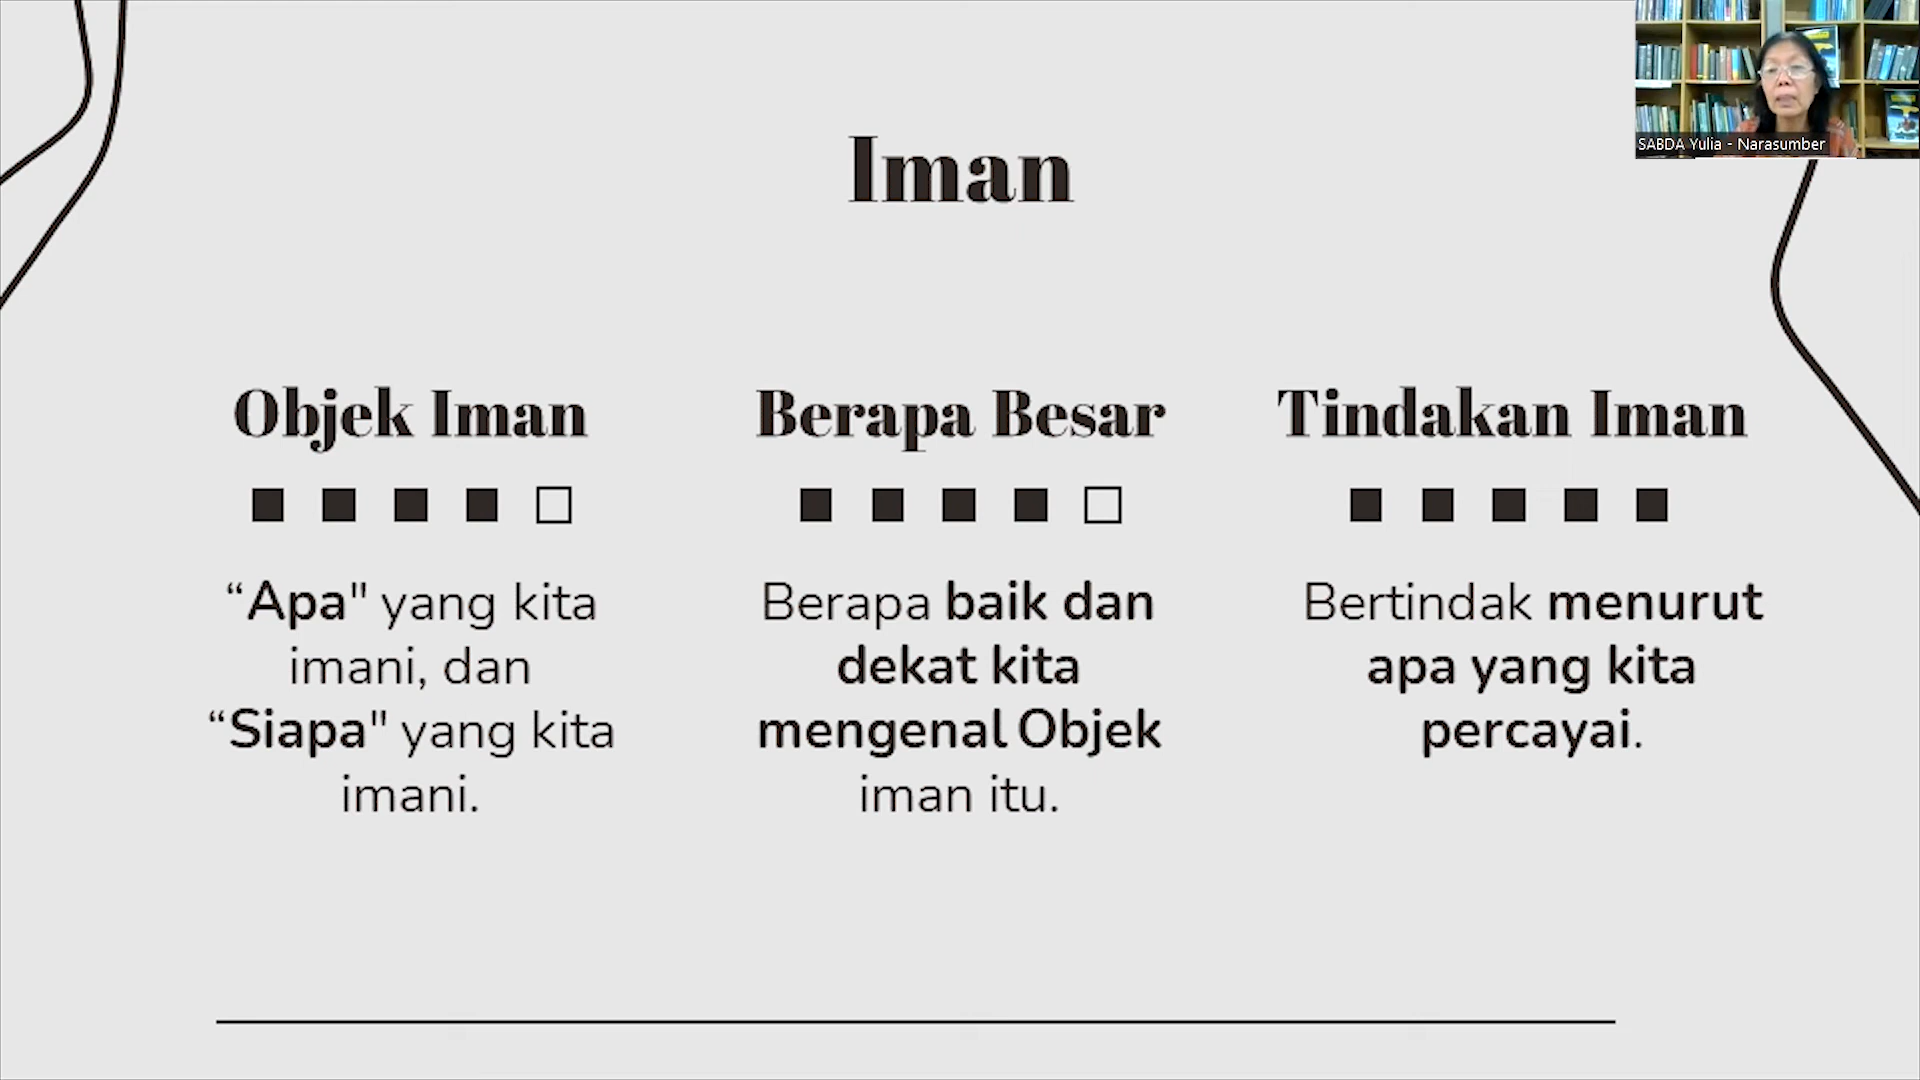 SABDA Yulia - Narasumber
Iman
Objek Iman
“Apa" yang kita
imani, dan
“Siapa" yang kita
imani.
Berapa Besar
Berapa baik dan
dekat kita
mengenal Objek
iman itu.
Tindakan Iman
Bertindak menurut
apa yang kita
percayai.